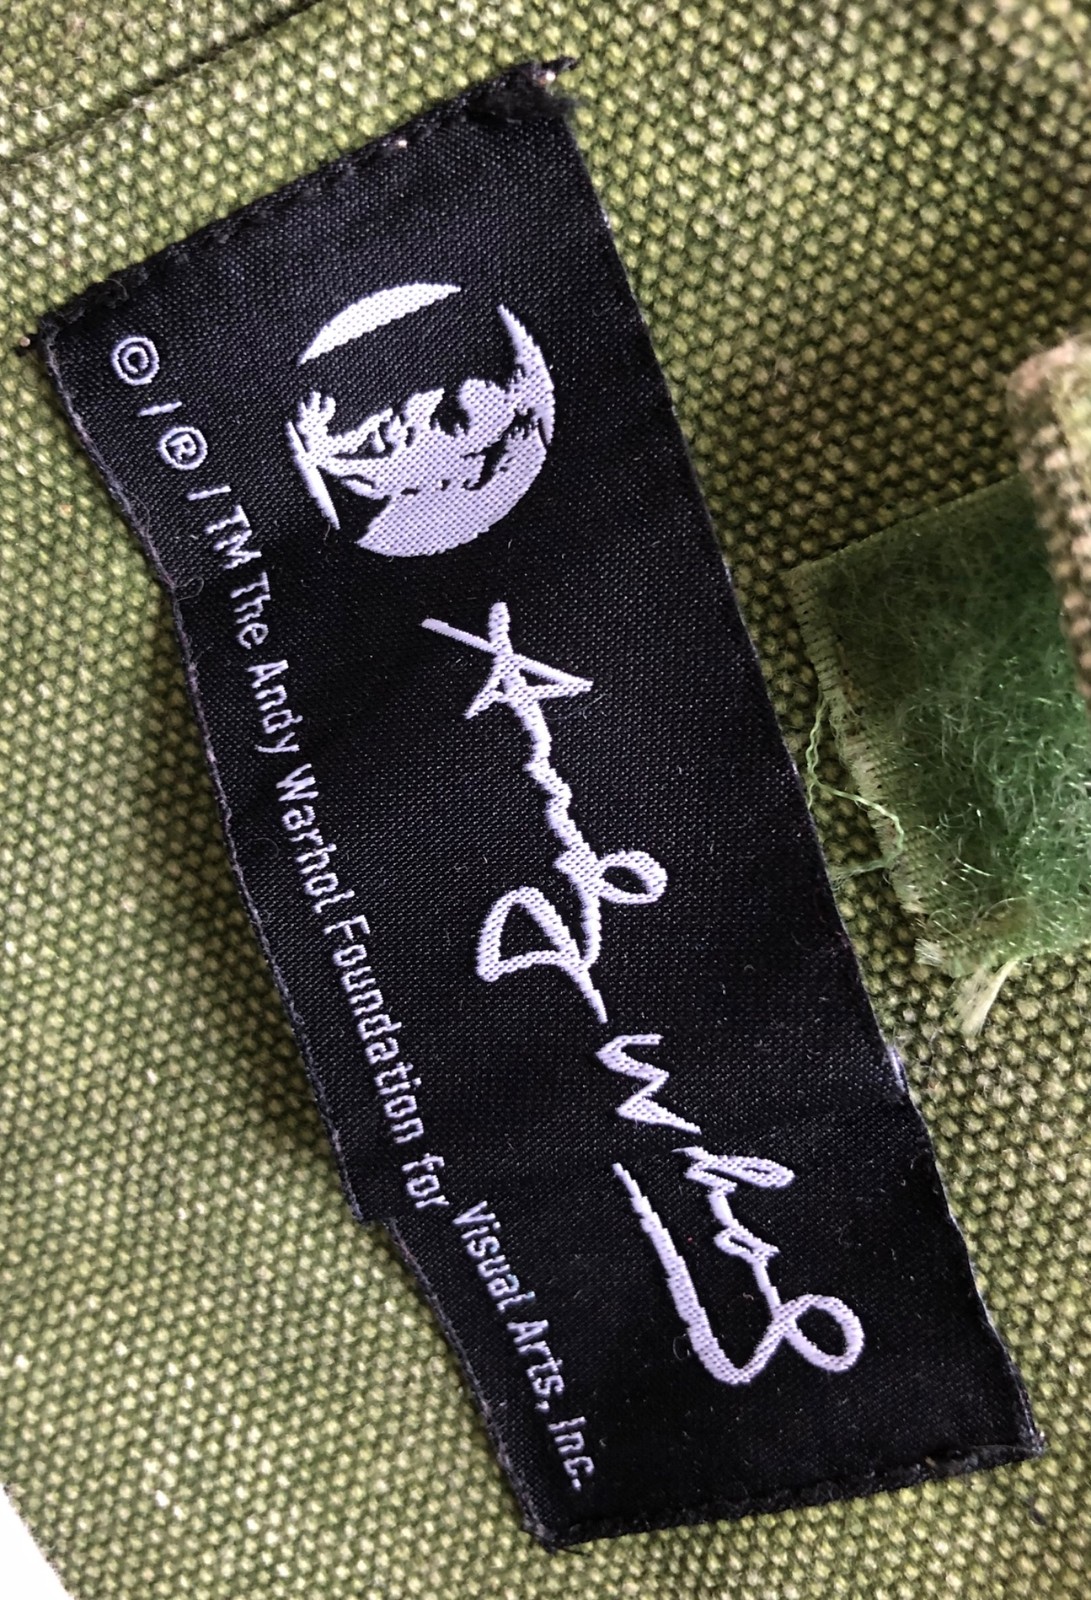 Andy Warhol
© / ® / TM The Andy Warhol Foundation for Visual Arts, Inc.